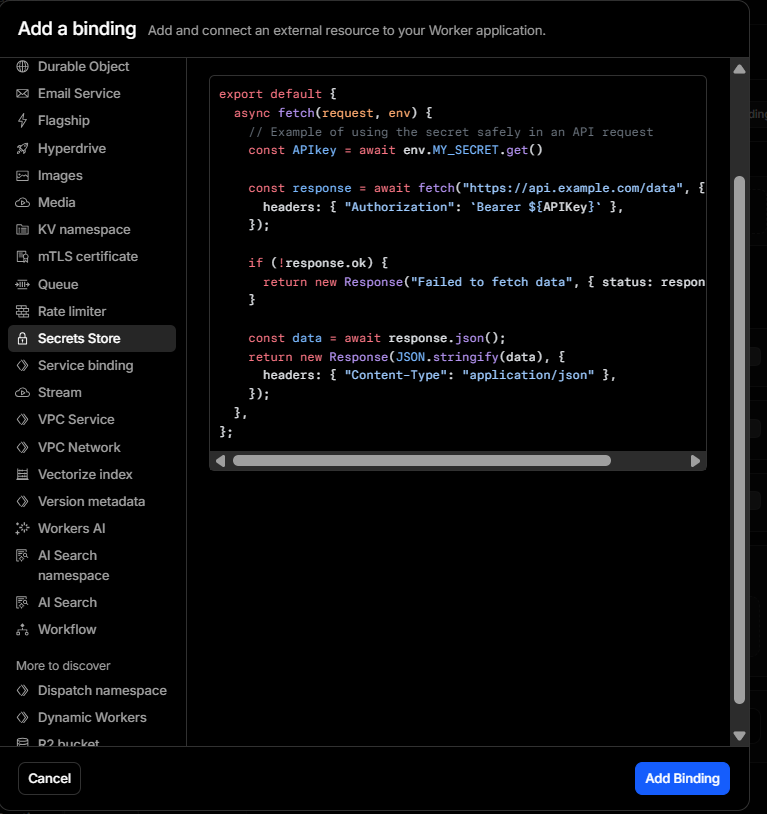 Add a binding Add and connect an external resource to your Worker application.
Durable Object
Email Service
Flagship
Hyperdrive
Images
Media
KV namespace
mTLS certificate
Queue
Rate limiter
Secrets Store
Service binding
Stream
VPC Service
VPC Network
Vectorize index
Version metadata
Workers AI
AI Search
namespace
AI Search
Workflow
More to discover
Dispatch namespace
Dynamic Workers
R2 bucket
export default {
  async fetch(request, env) {
    // Example of using the secret safely in an API request
    const APIkey = await env.MY_SECRET.get()

    const response = await fetch("https://api.example.com/data", {
      headers: { "Authorization": `Bearer ${APIKey}` },
    });

    if (!response.ok) {
      return new Response("Failed to fetch data", { status: respon
    }

    const data = await response.json();
    return new Response(JSON.stringify(data), {
      headers: { "Content-Type": "application/json" },
    });
  },
};
Cancel
Add Binding